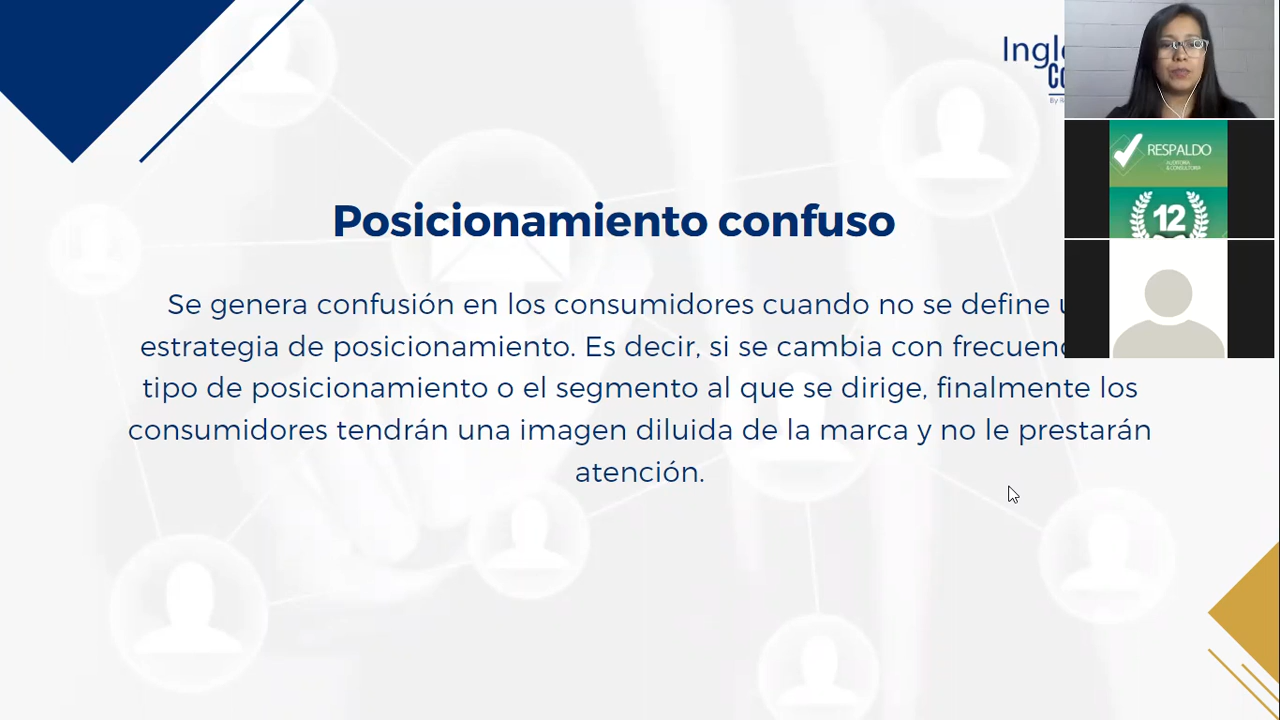 Posicionamiento confuso
Se genera confusión en los consumidores cuando no se define
estrategia de posicionamiento. Es decir, si se cambia con
tipo de posicionamiento o el segmento al que se dirige, finalmente los
consumidores tendrán una imagen diluida de la marca y no le prestarán
atención.
RESPALDO
AUDITORÍA
& CONSULTORÍA
12